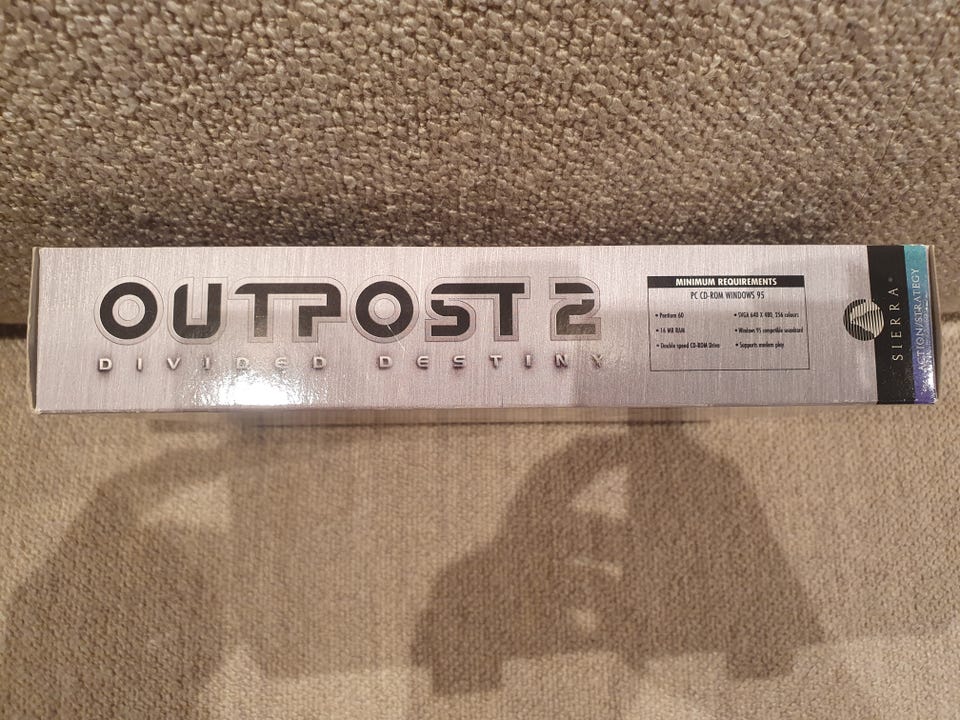 OUTPOST 2
DIVIDED DESTINY
MINIMUM REQUIREMENTS
PC CD-ROM WINDOWS 95
• Pentium 60
• 16 MB RAM
• Double speed CD-ROM Drive
• SVGA 640 X 480, 256 colours
• Windows 95 compatible soundcard
• Supports modem play
SIERRA®
ACTION/STRATEGY